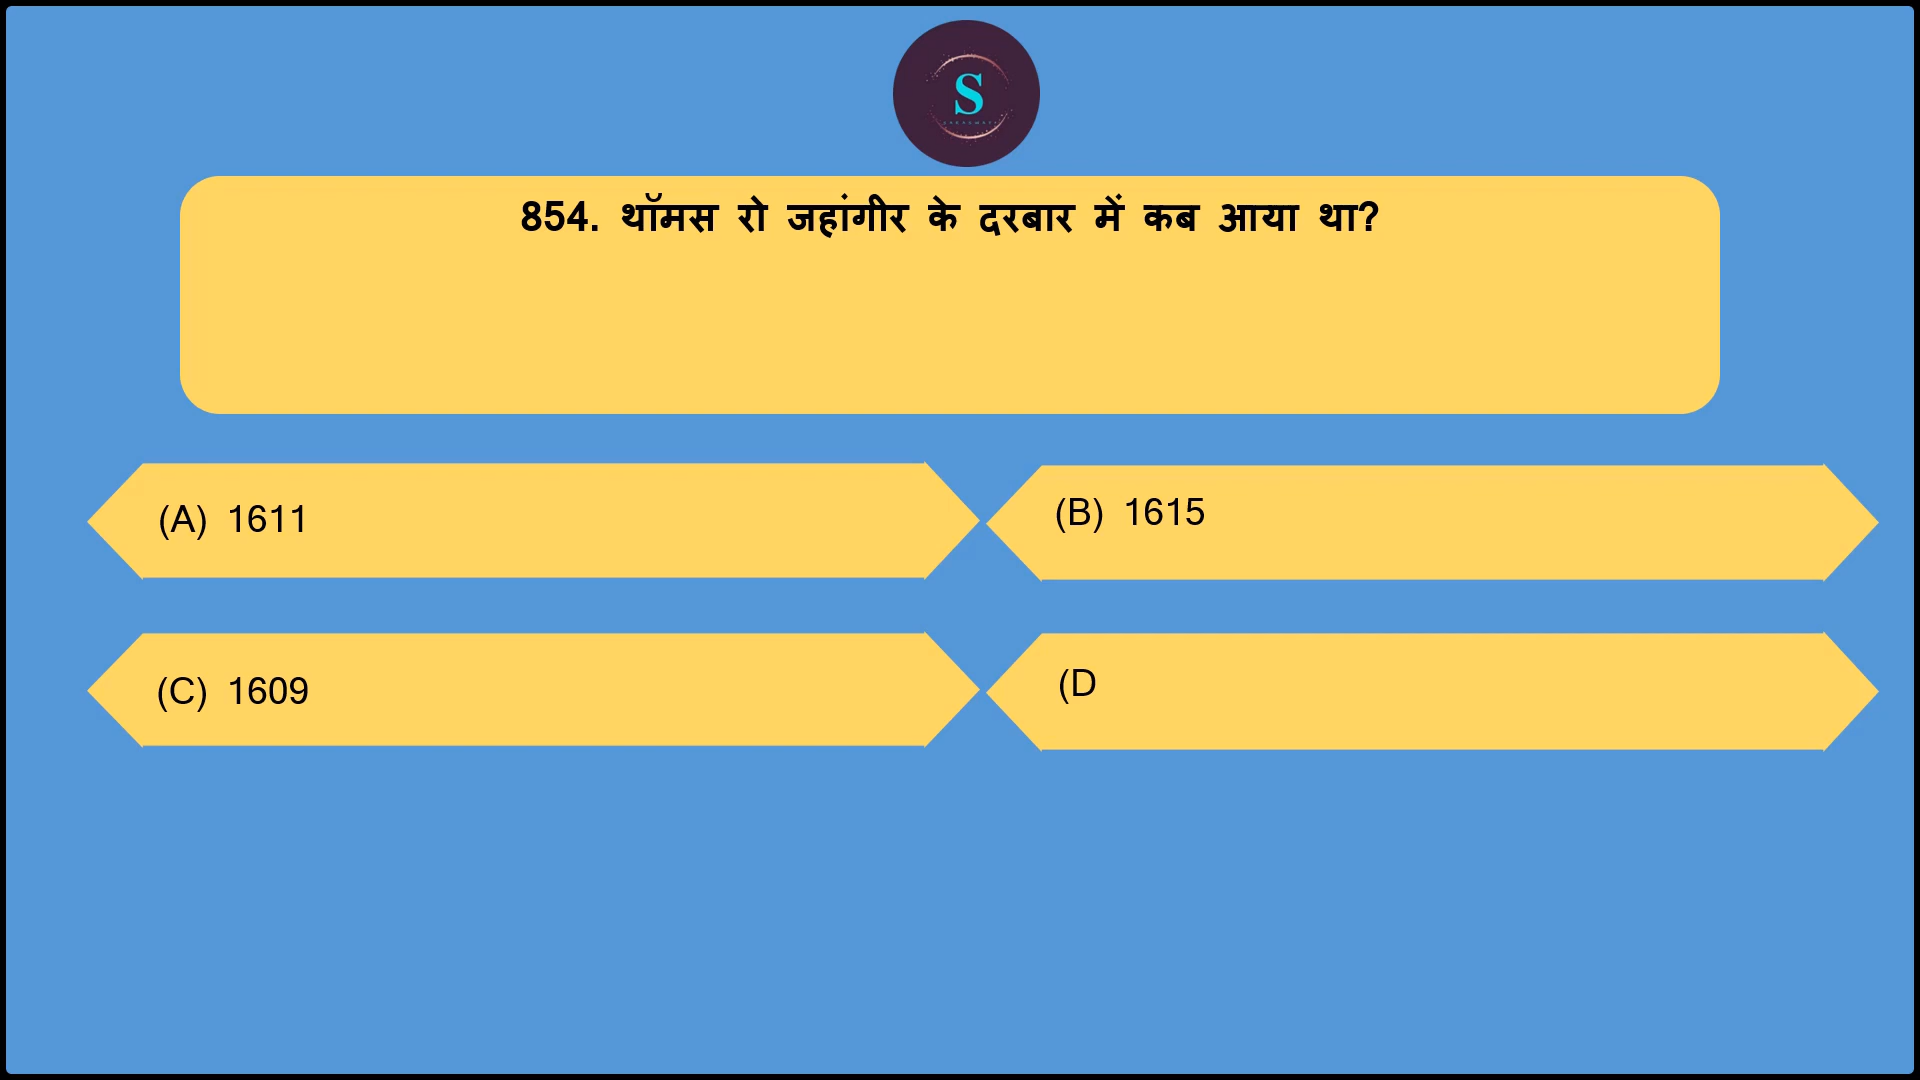 S
854. थॉमस रो जहांगीर के दरबार में कब आया था?
(A) 1611
(B) 1615
(C) 1609
(D